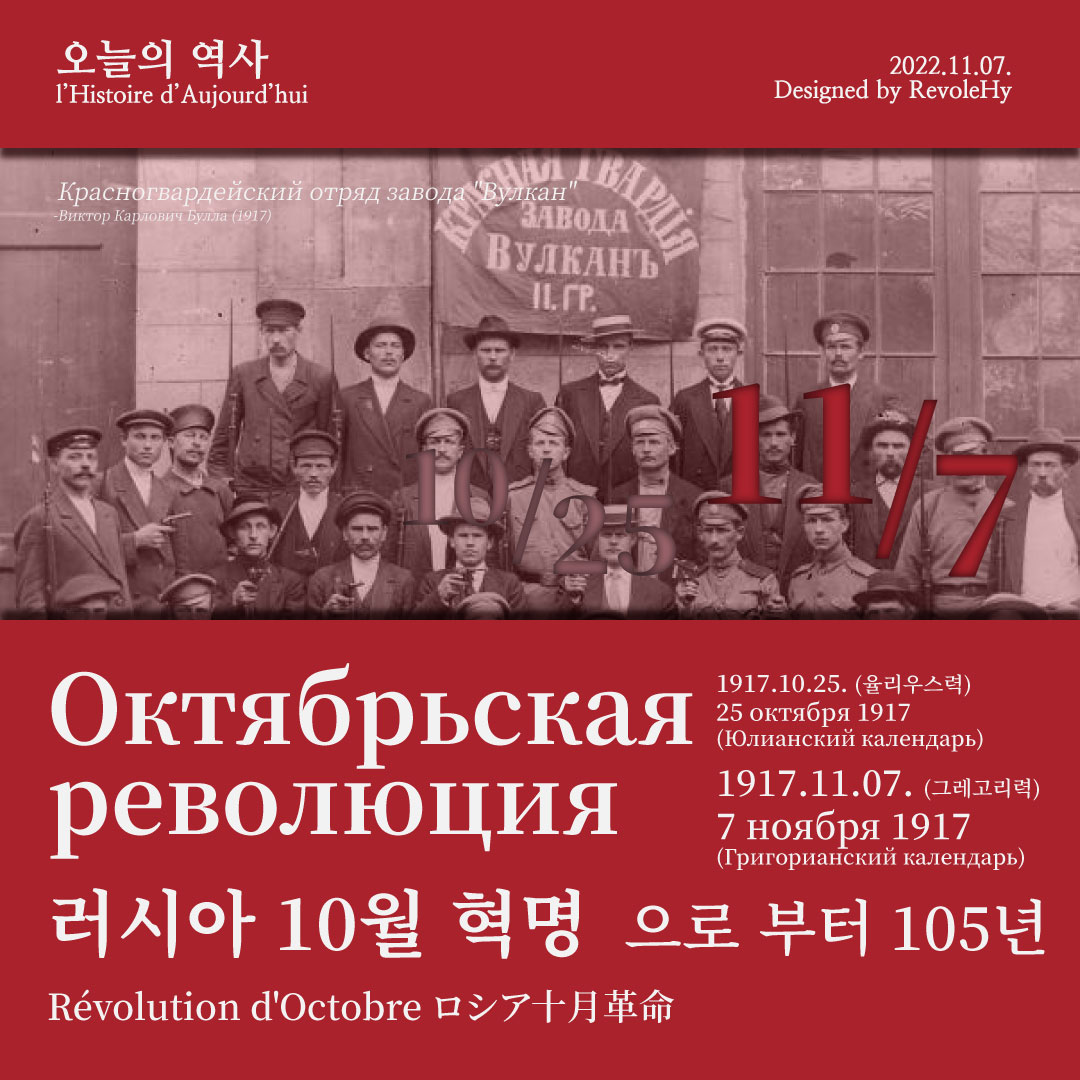 오늘의 역사
l'Histoire d'Aujourd'hui
2022.11.07.
Designed by RevoleHy
Красногвардейский отряд завода "Вулкан"
-Виктор Карлович Булла (1917)
КРАСНАЯ ГВАРДІЯ
ЗАВОДА
ВУЛКАНЪ
II. ГР.
10/25
11/7
Октябрьская
революция
1917.10.25. (율리우스력)
25 октября 1917
(Юлианский календарь)
1917.11.07. (그레고리력)
7 ноября 1917
(Григорианский календарь)
러시아 10월 혁명 으로 부터 105년
Révolution d'Octobre ロシア十月革命